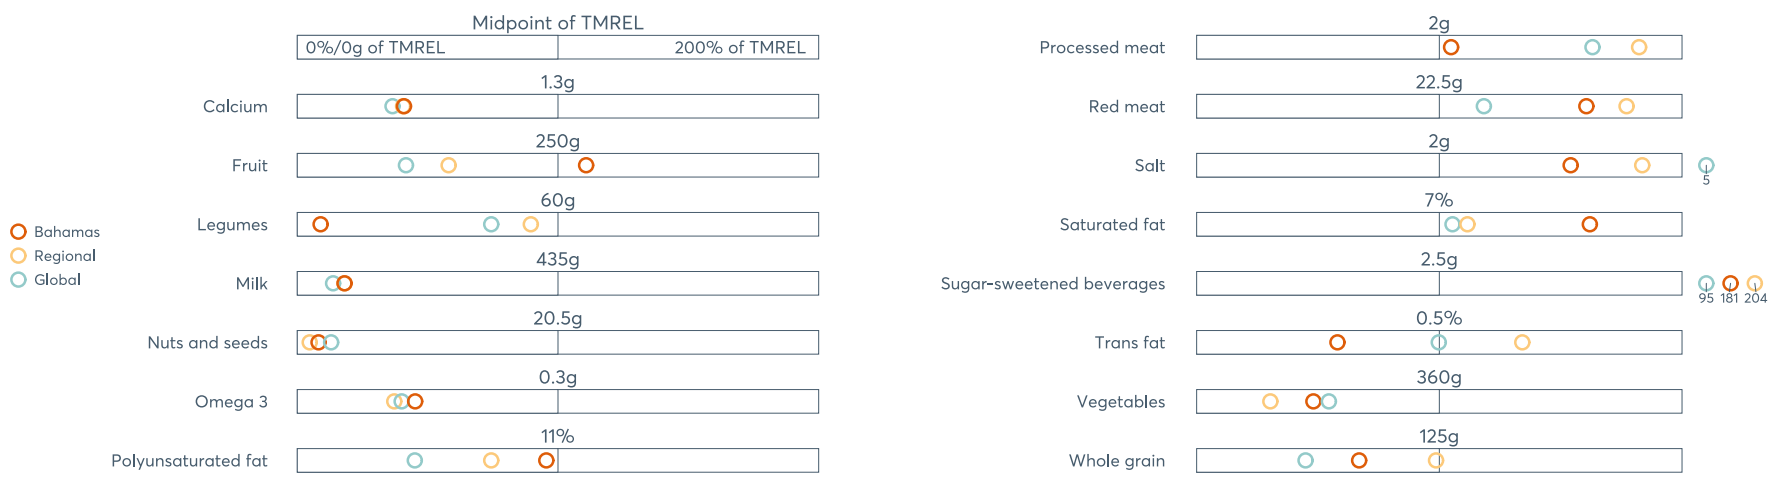 Midpoint of TMREL
0%/0g of TMREL 200% of TMREL
1.3g
Calcium
250g
Fruit
60g
Legumes
435g
Milk
20.5g
Nuts and seeds
0.3g
Omega 3
11%
Polyunsaturated fat
Bahamas
Regional
Global
2g
Processed meat
22.5g
Red meat
2g
Salt
5
7%
Saturated fat
2.5g
Sugar-sweetened beverages
95 181 204
0.5%
Trans fat
360g
Vegetables
125g
Whole grain